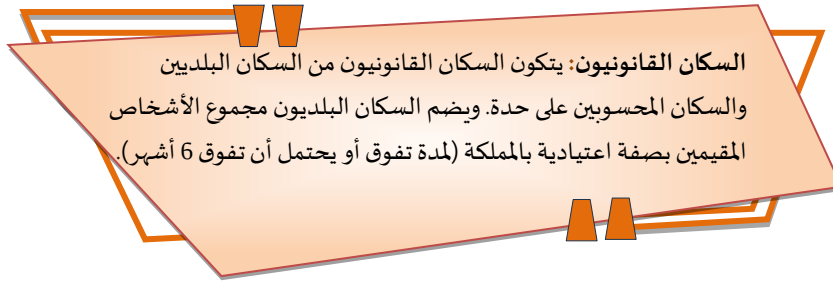 السكان القانونيون: يتكون السكان القانونيون من السكان البلديين
والسكان المحسوبين على حدة. ويضم السكان البلديون مجموع الأشخاص
المقيمين بصفة اعتيادية بالمملكة (لمدة تفوق أو يحتمل أن تفوق 6 أشهر).